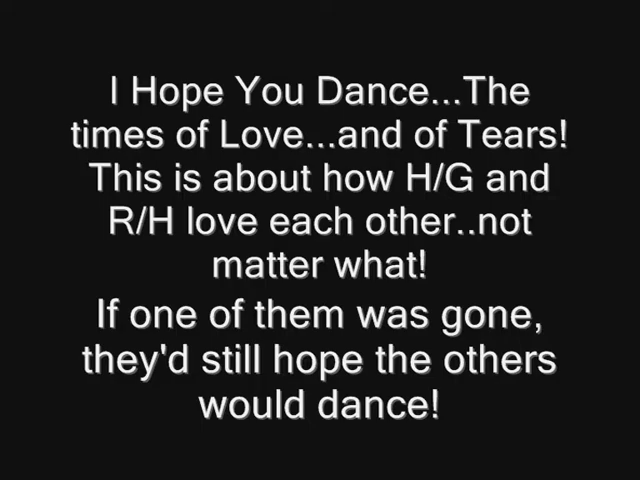 I Hope You Dance...The
times of Love...and of Tears!
This is about how H/G and
R/H love each other..not
matter what!
If one of them was gone,
they'd still hope the others
would dance!